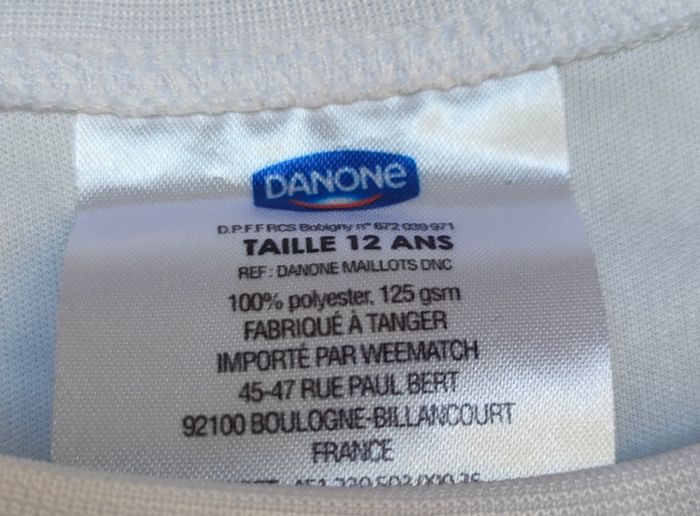 DANONE
D.P.F.F RCS Bobigny n° 672 039 971
TAILLE 12 ANS
REF : DANONE MAILLOTS DNC
100% polyester, 125 gsm
FABRIQUÉ À TANGER
IMPORTÉ PAR WEEMATCH
45-47 RUE PAUL BERT
92100 BOULOGNE-BILLANCOURT
FRANCE